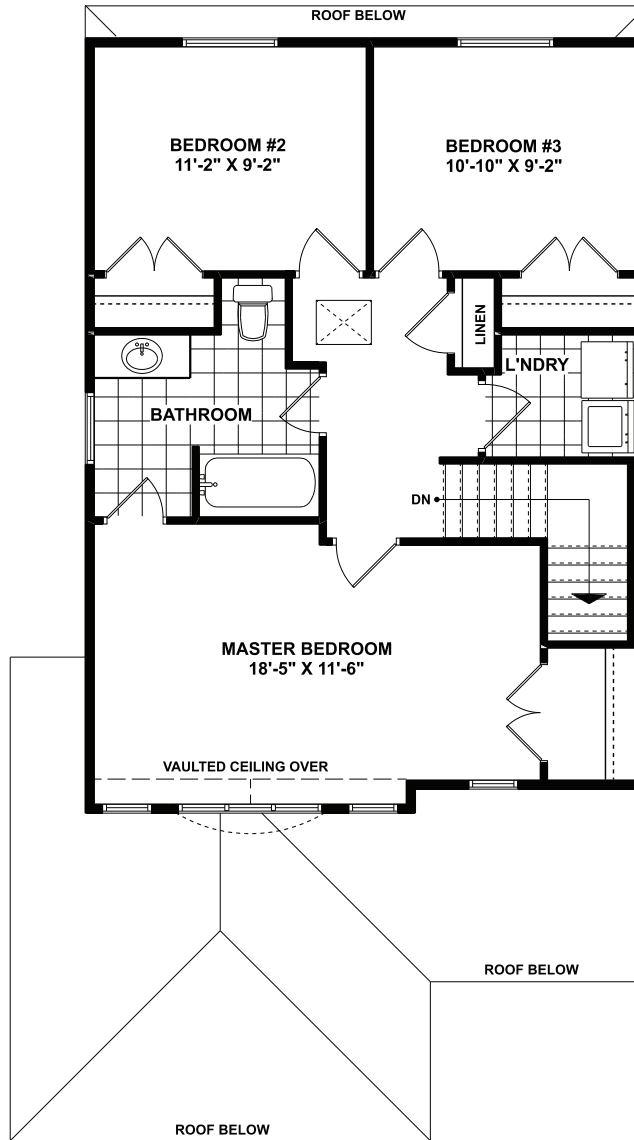 ROOF BELOW
BEDROOM #2
11'-2" X 9'-2"
BEDROOM #3
10'-10" X 9'-2"
LINEN
L'NDRY
BATHROOM
DN
MASTER BEDROOM
18'-5" X 11'-6"
VAULTED CEILING OVER
ROOF BELOW
ROOF BELOW